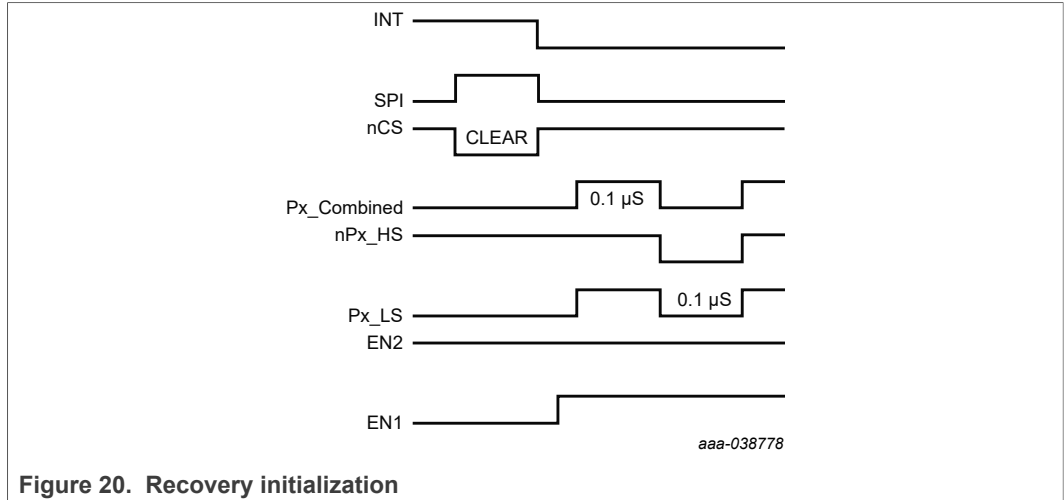 INT
SPI
nCS
CLEAR
Px_Combined
0.1 µS
nPx_HS
Px_LS
0.1 µS
EN2
EN1
aaa-038778
Figure 20. Recovery initialization